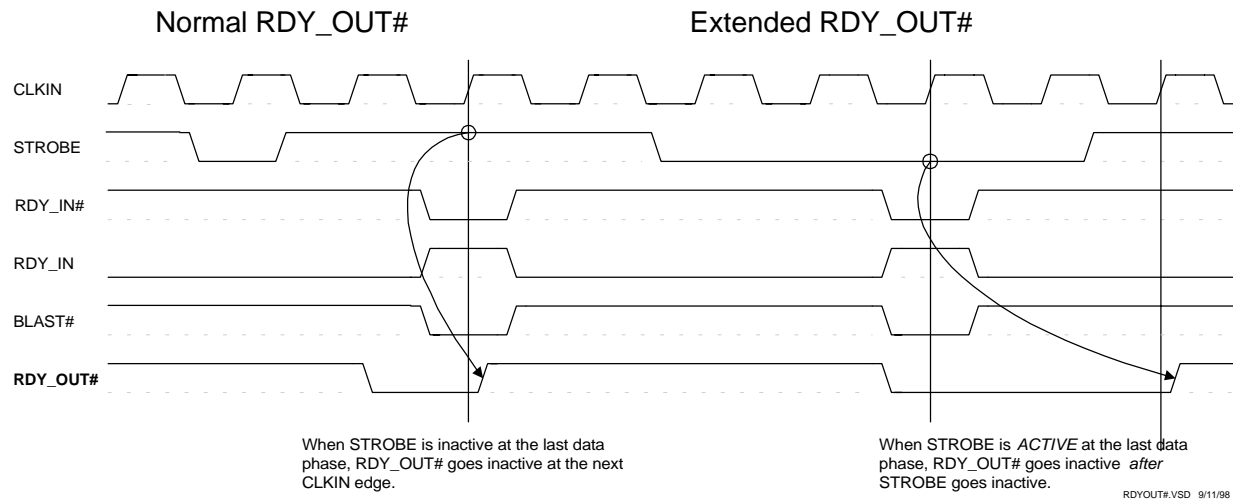 Normal RDY_OUT#
Extended RDY_OUT#
CLKIN
STROBE
RDY_IN#
RDY_IN
BLAST#
RDY_OUT#
When STROBE is inactive at the last data
phase, RDY_OUT# goes inactive at the next
CLKIN edge.
When STROBE is ACTIVE at the last data
phase, RDY_OUT# goes inactive after
STROBE goes inactive.
RDYOUT#.VSD 9/11/98